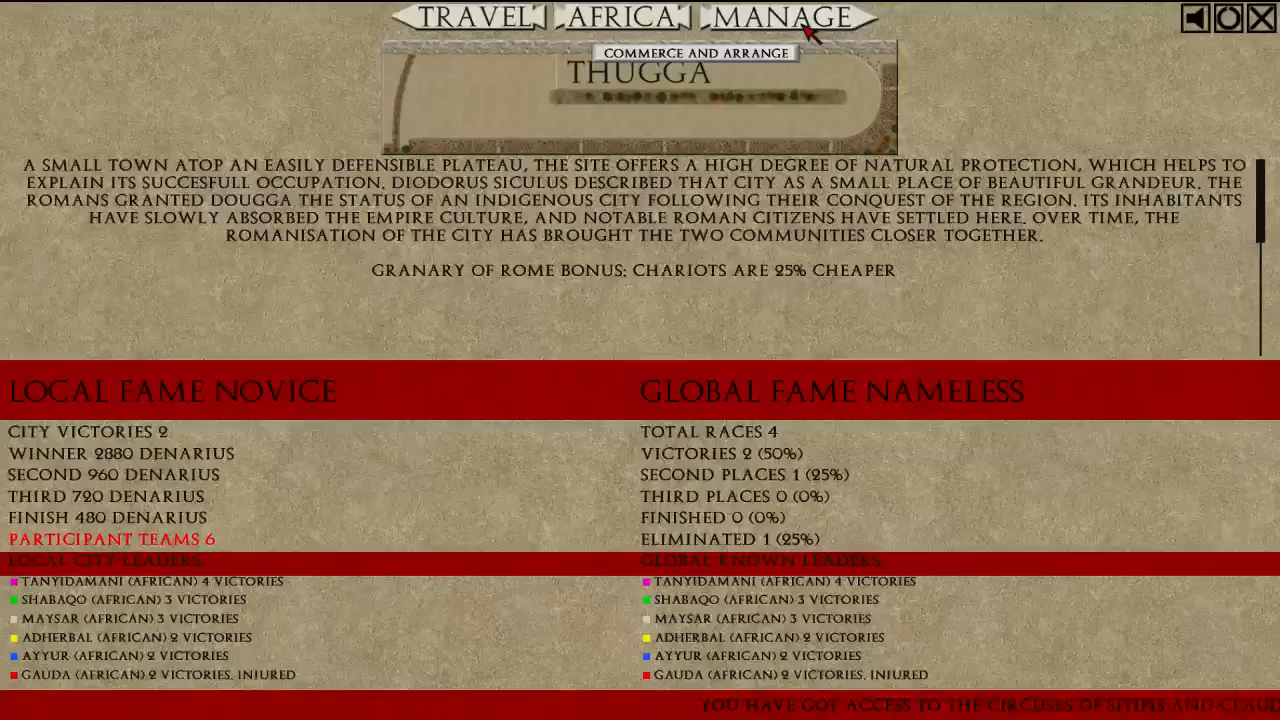 TRAVEL AFRICA MANAGE
COMMERCE AND ARRANGE
THUGGA
A SMALL TOWN ATOP AN EASILY DEFENSIBLE PLATEAU, THE SITE OFFERS A HIGH DEGREE OF NATURAL PROTECTION, WHICH HELPS TO
EXPLAIN ITS SUCCESFULL OCCUPATION. DIODORUS SICULUS DESCRIBED THAT CITY AS A SMALL PLACE OF BEAUTIFUL GRANDEUR. THE
ROMANS GRANTED DOUGGA THE STATUS OF AN INDIGENOUS CITY FOLLOWING THEIR CONQUEST OF THE REGION. ITS INHABITANTS
HAVE SLOWLY ABSORBED THE EMPIRE CULTURE, AND NOTABLE ROMAN CITIZENS HAVE SETTLED HERE. OVER TIME, THE
ROMANISATION OF THE CITY HAS BROUGHT THE TWO COMMUNITIES CLOSER TOGETHER.
GRANARY OF ROME BONUS: CHARIOTS ARE 25% CHEAPER
LOCAL FAME NOVICE
CITY VICTORIES 2
WINNER 2880 DENARIUS
SECOND 960 DENARIUS
THIRD 720 DENARIUS
FINISH 480 DENARIUS
PARTICIPANT TEAMS 6
LOCAL CITY LEADERS:
TANYIDAMANI (AFRICAN) 4 VICTORIES
SHABAQO (AFRICAN) 3 VICTORIES
MAYSAR (AFRICAN) 3 VICTORIES
ADHERBAL (AFRICAN) 2 VICTORIES
AYYUR (AFRICAN) 2 VICTORIES
GAUDA (AFRICAN) 2 VICTORIES, INJURED
GLOBAL FAME NAMELESS
TOTAL RACES 4
VICTORIES 2 (50%)
SECOND PLACES 1 (25%)
THIRD PLACES 0 (0%)
FINISHED 0 (0%)
ELIMINATED 1 (25%)
GLOBAL KNOWN LEADERS:
TANYIDAMANI (AFRICAN) 4 VICTORIES
SHABAQO (AFRICAN) 3 VICTORIES
MAYSAR (AFRICAN) 3 VICTORIES
ADHERBAL (AFRICAN) 2 VICTORIES
AYYUR (AFRICAN) 2 VICTORIES
GAUDA (AFRICAN) 2 VICTORIES, INJURED
YOU HAVE GOT ACCESS TO THE CIRCUSES OF SITIFIS AND CLAUD